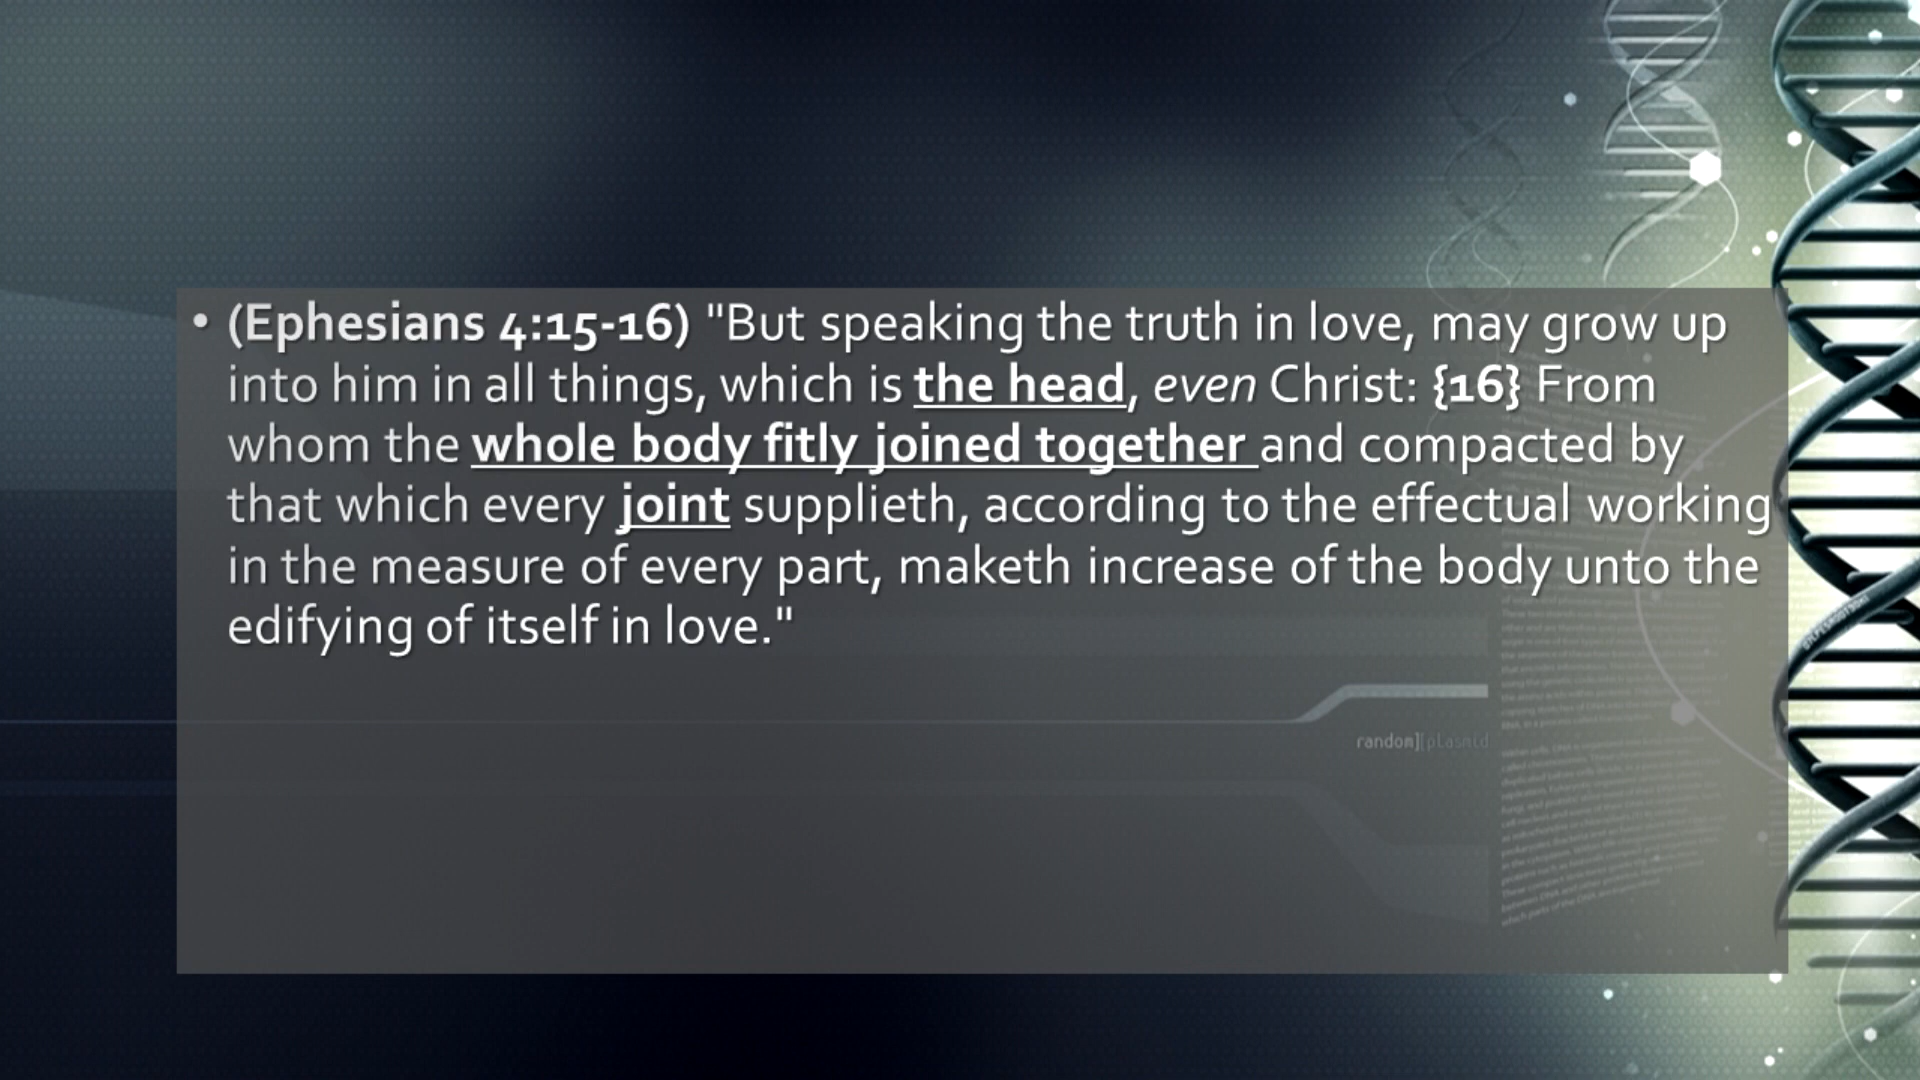 • (Ephesians 4:15-16) "But speaking the truth in love, may grow up
into him in all things, which is the head, even Christ: {16} From
whom the whole body fitly joined together and compacted by
that which every joint supplieth, according to the effectual working
in the measure of every part, maketh increase of the body unto the
edifying of itself in love."
random][plasmid